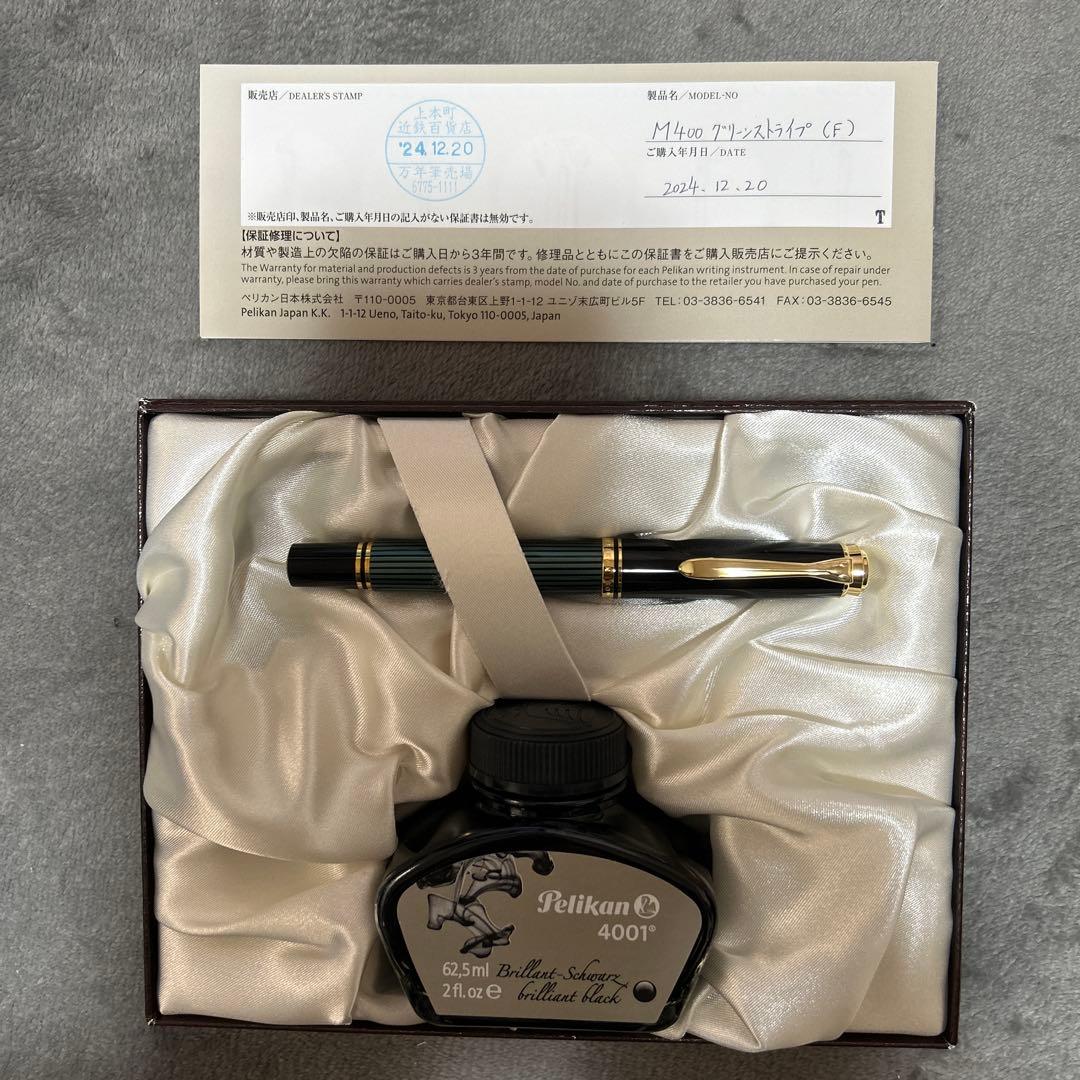 販売店／DEALER'S STAMP
上本町
近鉄百貨店
'24.12.20
万年筆売場
6775-1111
製品名／MODEL-NO
M400 グリーンストライプ (F)
ご購入年月日／DATE
2024. 12. 20
※販売店印、製品名、ご購入年月日の記入がない保証書は無効です。
T
【保証修理について】
材質や製造上の欠陥の保証はご購入日から3年間です。修理品とともにこの保証書をご購入販売店にご提示ください。
The Warranty for material and production defects is 3 years from the date of purchase for each Pelikan writing instrument. In case of repair under
warranty, please bring this warranty which carries dealer's stamp, model No. and date of purchase to the retailer you have purchased your pen.
ペリカン日本株式会社 〒110-0005 東京都台東区上野1-1-12 ユニゾ末広町ビル5F TEL：03-3836-6541 FAX：03-3836-6545
Pelikan Japan K.K. 1-1-12 Ueno, Taito-ku, Tokyo 110-0005, Japan
Pelikan
4001®
62,5ml Brillant-Schwarz
2 fl.oz e brilliant black